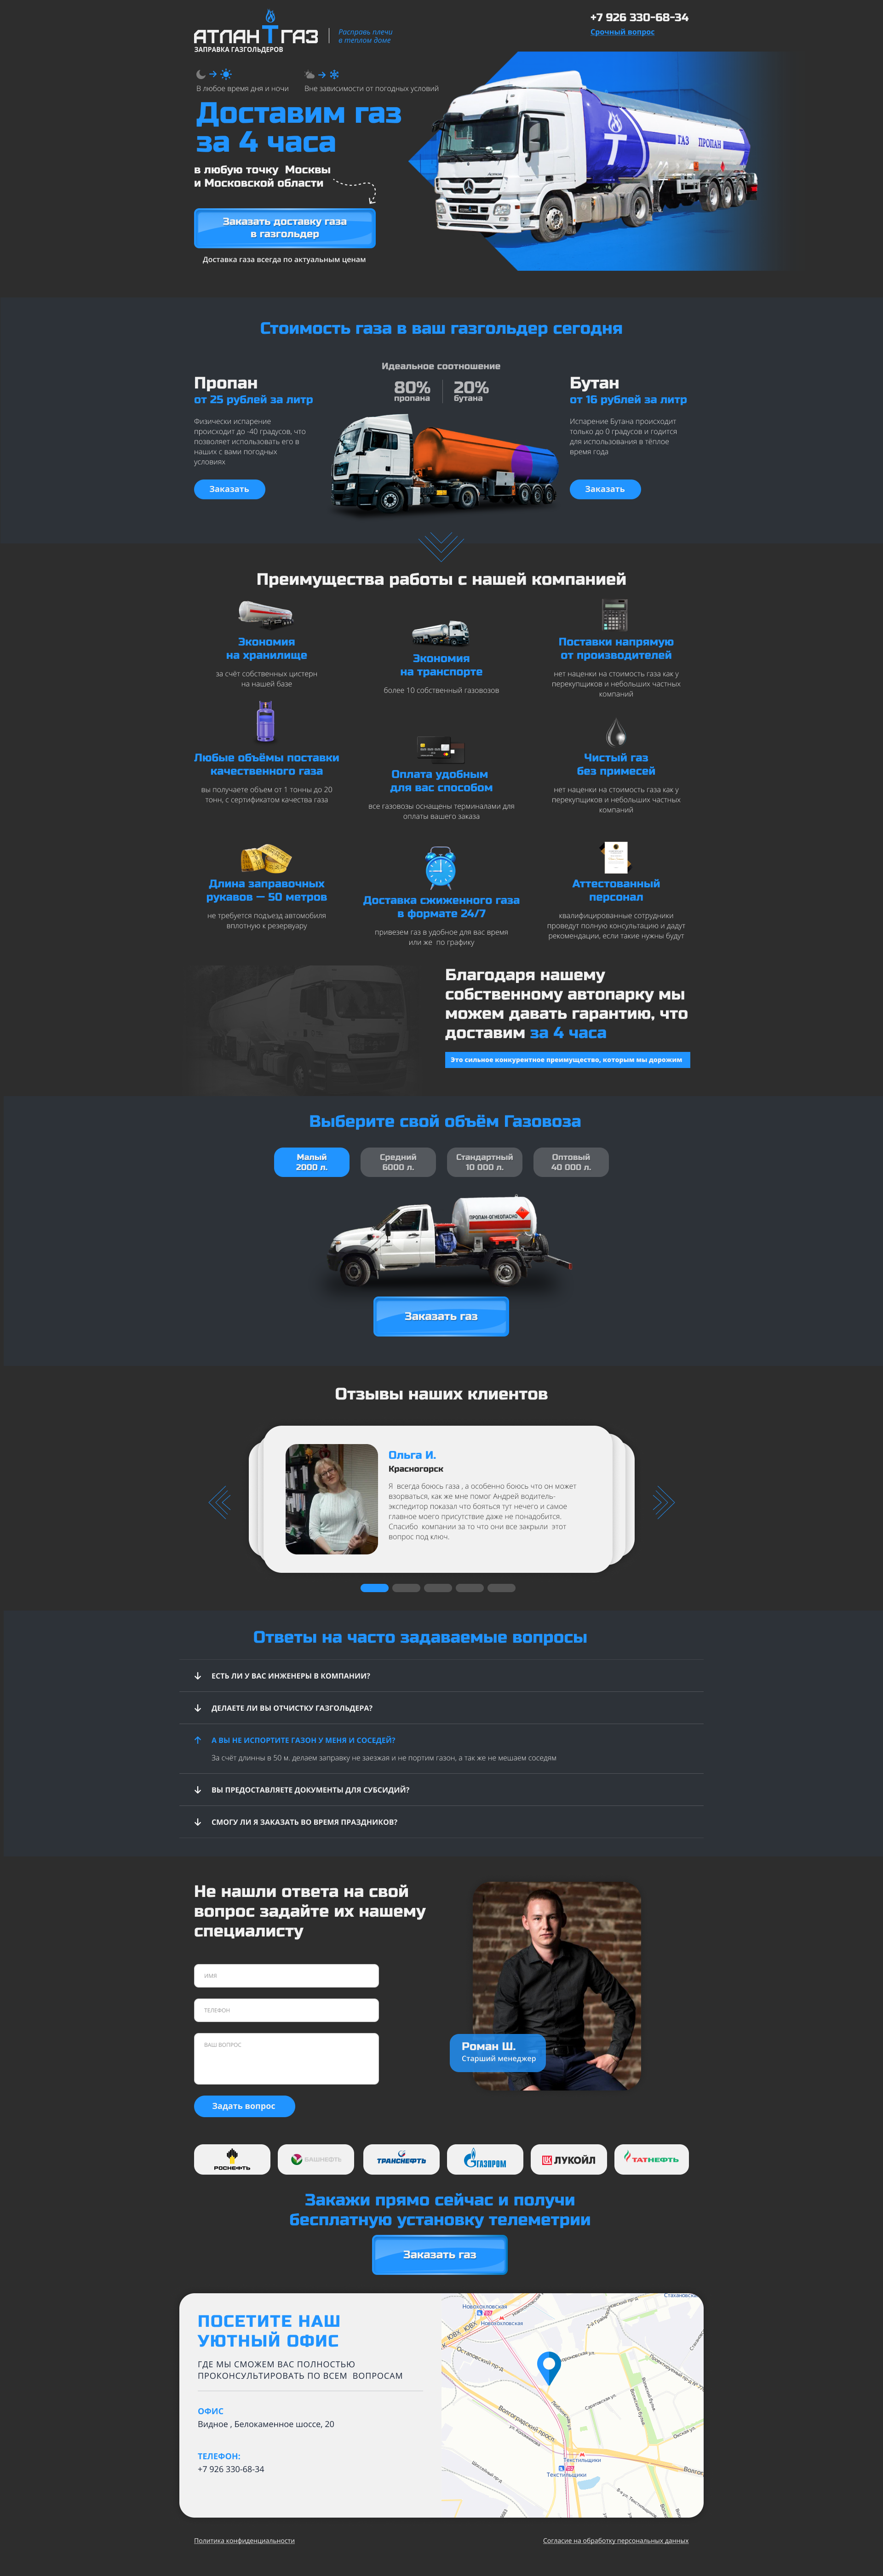 АТЛАНТГАЗ
ЗАПРАВКА ГАЗГОЛЬДЕРОВ
Расправь плечи
в теплом доме
+7 926 330-68-34
Срочный вопрос
В любое время дня и ночи
Вне зависимости от погодных условий
Доставим газ
за 4 часа
в любую точку Москвы
и Московской области
Заказать доставку газа
в газгольдер
Доставка газа всегда по актуальным ценам
ГАЗ ПРОПАН
Стоимость газа в ваш газгольдер сегодня
Пропан
от 25 рублей за литр
Физически испарение
происходит до -40 градусов, что
позволяет использовать его в
наших с вами погодных
условиях
Заказать
Идеальное соотношение
80%
пропана
20%
бутана
Бутан
от 16 рублей за литр
Испарение Бутана происходит
только до 0 градусов и годится
для использования в тёплое
время года
Заказать
Преимущества работы с нашей компанией
Экономия
на хранилище
за счёт собственных цистерн
на нашей базе
Экономия
на транспорте
более 10 собственный газовозов
Поставки напрямую
от производителей
нет наценки на стоимость газа как у
перекупщиков и небольших частных
компаний
Любые объёмы поставки
качественного газа
вы получаете объем от 1 тонны до 20
тонн, с сертификатом качества газа
Оплата удобным
для вас способом
все газовозы оснащены терминалами для
оплаты вашего заказа
Чистый газ
без примесей
нет наценки на стоимость газа как у
перекупщиков и небольших частных
компаний
Длина заправочных
рукавов — 50 метров
не требуется подъезд автомобиля
вплотную к резервуару
Доставка сжиженного газа
в формате 24/7
привезем газ в удобное для вас время
или же по графику
Аттестованный
персонал
квалифицированные сотрудники
проведут полную консультацию и дадут
рекомендации, если такие нужны будут
Благодаря нашему
собственному автопарку мы
можем давать гарантию, что
доставим за 4 часа
Это сильное конкурентное преимущество, которым мы дорожим
Выберите свой объём Газовоза
Малый
2000 л.
Средний
6000 л.
Стандартный
10 000 л.
Оптовый
40 000 л.
ПРОПАН-ОГНЕОПАСНО
Заказать газ
Отзывы наших клиентов
Ольга И.
Красногорск
Я всегда боюсь газа , а особенно боюсь что он может
взорваться, как же мне помог Андрей водитель-
экспедитор показал что бояться тут нечего и самое
главное моего присутствие даже не понадобится.
Спасибо компании за то что они все закрыли этот
вопрос под ключ.
Ответы на часто задаваемые вопросы
ЕСТЬ ЛИ У ВАС ИНЖЕНЕРЫ В КОМПАНИИ?
ДЕЛАЕТЕ ЛИ ВЫ ОТЧИСТКУ ГАЗГОЛЬДЕРА?
А ВЫ НЕ ИСПОРТИТЕ ГАЗОН У МЕНЯ И СОСЕДЕЙ?
За счёт длинны в 50 м. делаем заправку не заезжая и не портим газон, а так же не мешаем соседям
ВЫ ПРЕДОСТАВЛЯЕТЕ ДОКУМЕНТЫ ДЛЯ СУБСИДИЙ?
СМОГУ ЛИ Я ЗАКАЗАТЬ ВО ВРЕМЯ ПРАЗДНИКОВ?
Не нашли ответа на свой
вопрос задайте их нашему
специалисту
ИМЯ
ТЕЛЕФОН
ВАШ ВОПРОС
Задать вопрос
Роман Ш.
Старший менеджер
РОСНЕФТЬ
БАШНЕФТЬ
ТРАНСНЕФТЬ
ГАЗПРОМ
ЛУКОЙЛ
ТАТНЕФТЬ
Закажи прямо сейчас и получи
бесплатную установку телеметрии
Заказать газ
ПОСЕТИТЕ НАШ
УЮТНЫЙ ОФИС
ГДЕ МЫ СМОЖЕМ ВАС ПОЛНОСТЬЮ
ПРОКОНСУЛЬТИРОВАТЬ ПО ВСЕМ ВОПРОСАМ
ОФИС
Видное , Белокаменное шоссе, 20
ТЕЛЕФОН:
+7 926 330-68-34
Новохохловская
Новохохловская
Остаповский пр-д
Волгоградский просп.
Саратовская ул.
Люблинская ул.
Окская ул.
Текстильщики
Текстильщики
Политика конфиденциальности
Согласие на обработку персональных данных